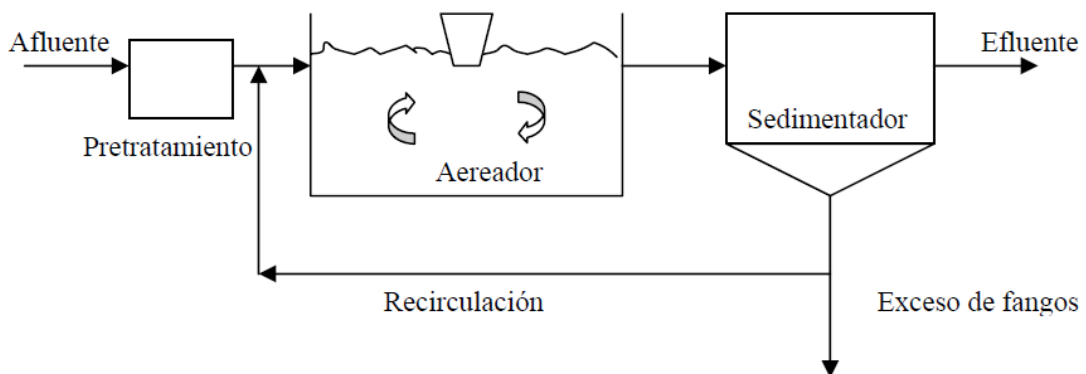 Afluente
Efluente
Pretratamiento
Sedimentador
Aereador
Recirculación
Exceso de fangos